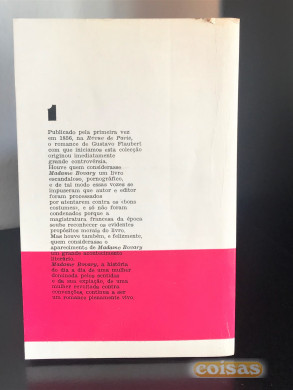 1
Publicado pela primeira vez
em 1856, na Révue de Paris,
o romance de Gustavo Flaubert
com que iniciamos esta colecção
originou imediatamente
grande controvérsia.
Houve quem considerasse
Madame Bovary um livro
escandaloso, pornográfico,
e de tal modo essas vozes se
impuseram que autor e editor
foram processados
por atentarem contra os «bons
costumes», e só não foram
condenados porque a
magistratura francesa da época
soube reconhecer os evidentes
propósitos morais do livro.
Mas houve também, e felizmente,
quem considerasse o
aparecimento de Madame Bovary
um grande acontecimento
literário.
Madame Bovary, a história
do dia a dia de uma mulher
dominada pelos sentidos
e da sua expiação, de uma
mulher revoltada contra
convenções, continua a ser
um romance plenamente vivo.
coisas